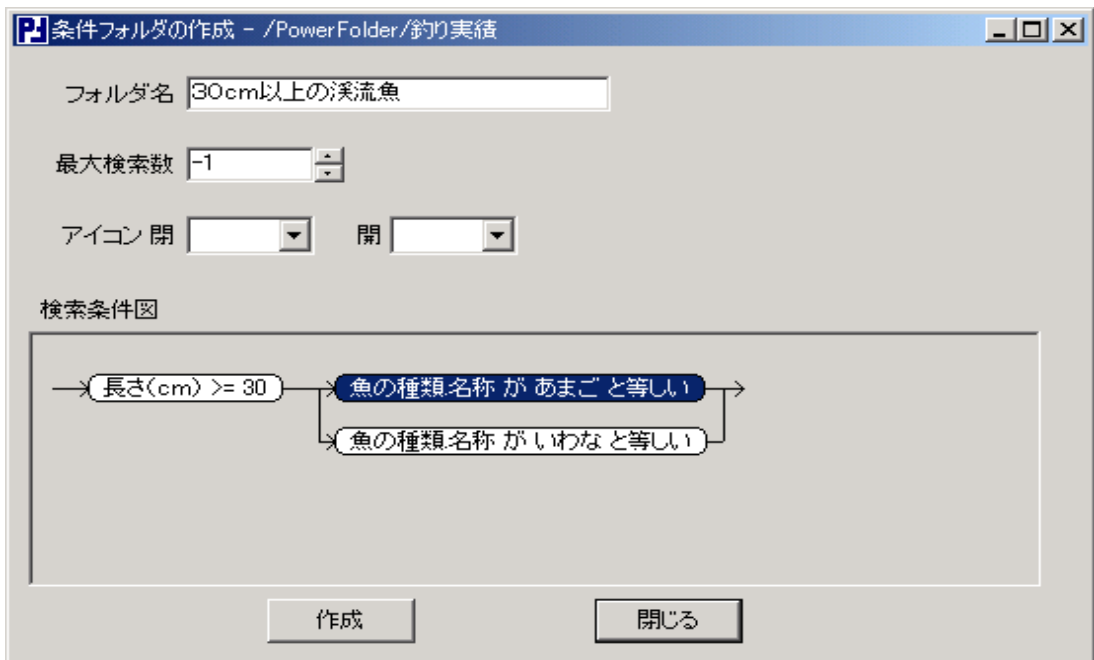 条件フォルダの作成 - /PowerFolder/釣り実績
フォルダ名 30cm以上の渓流魚
最大検索数 -1
アイコン 閉 開
検索条件図
長さ(cm) >= 30 魚の種類.名称 が あまご と等しい
魚の種類.名称 が いわな と等しい
作成 閉じる